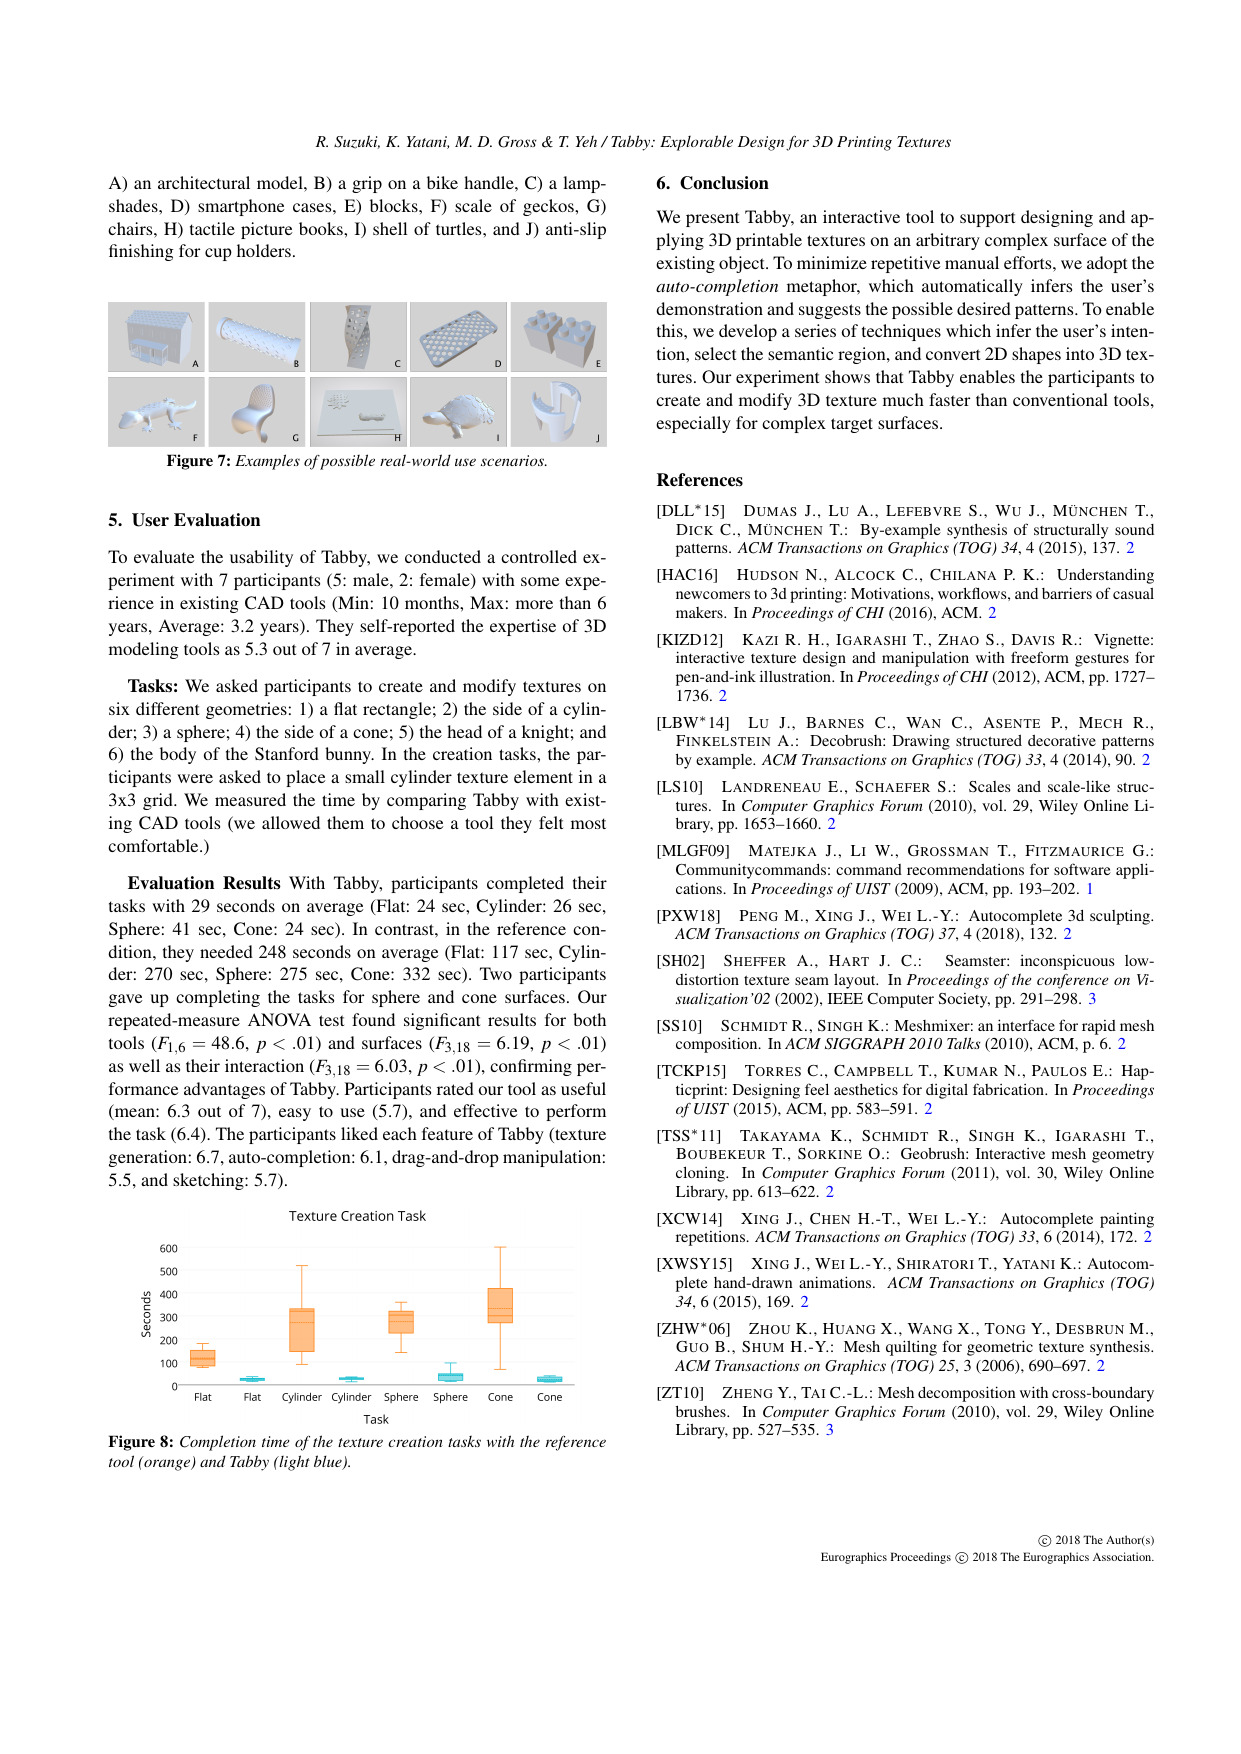 R. Suzuki, K. Yatani, M. D. Gross & T. Yeh / Tabby: Explorable Design for 3D Printing Textures
A) an architectural model, B) a grip on a bike handle, C) a lamp-
shades, D) smartphone cases, E) blocks, F) scale of geckos, G)
chairs, H) tactile picture books, I) shell of turtles, and J) anti-slip
finishing for cup holders.
A B C D E
F G H I J
Figure 7: Examples of possible real-world use scenarios.
5. User Evaluation
To evaluate the usability of Tabby, we conducted a controlled ex-
periment with 7 participants (5: male, 2: female) with some expe-
rience in existing CAD tools (Min: 10 months, Max: more than 6
years, Average: 3.2 years). They self-reported the expertise of 3D
modeling tools as 5.3 out of 7 in average.
Tasks: We asked participants to create and modify textures on
six different geometries: 1) a flat rectangle; 2) the side of a cylin-
der; 3) a sphere; 4) the side of a cone; 5) the head of a knight; and
6) the body of the Stanford bunny. In the creation tasks, the par-
ticipants were asked to place a small cylinder texture element in a
3x3 grid. We measured the time by comparing Tabby with exist-
ing CAD tools (we allowed them to choose a tool they felt most
comfortable.)
Evaluation Results With Tabby, participants completed their
tasks with 29 seconds on average (Flat: 24 sec, Cylinder: 26 sec,
Sphere: 41 sec, Cone: 24 sec). In contrast, in the reference con-
dition, they needed 248 seconds on average (Flat: 117 sec, Cylin-
der: 270 sec, Sphere: 275 sec, Cone: 332 sec). Two participants
gave up completing the tasks for sphere and cone surfaces. Our
repeated-measure ANOVA test found significant results for both
tools (F1,6 = 48.6, p < .01) and surfaces (F3,18 = 6.19, p < .01)
as well as their interaction (F3,18 = 6.03, p < .01), confirming per-
formance advantages of Tabby. Participants rated our tool as useful
(mean: 6.3 out of 7), easy to use (5.7), and effective to perform
the task (6.4). The participants liked each feature of Tabby (texture
generation: 6.7, auto-completion: 6.1, drag-and-drop manipulation:
5.5, and sketching: 5.7).
Texture Creation Task
600
500
400
300
200
100
0
Seconds
Flat Flat Cylinder Cylinder Sphere Sphere Cone Cone
Task
Figure 8: Completion time of the texture creation tasks with the reference
tool (orange) and Tabby (light blue).
6. Conclusion
We present Tabby, an interactive tool to support designing and ap-
plying 3D printable textures on an arbitrary complex surface of the
existing object. To minimize repetitive manual efforts, we adopt the
auto-completion metaphor, which automatically infers the user's
demonstration and suggests the possible desired patterns. To enable
this, we develop a series of techniques which infer the user's inten-
tion, select the semantic region, and convert 2D shapes into 3D tex-
tures. Our experiment shows that Tabby enables the participants to
create and modify 3D texture much faster than conventional tools,
especially for complex target surfaces.
References
[DLL*15] DUMAS J., LU A., LEFEBVRE S., WU J., MÜNCHEN T.,
DICK C., MÜNCHEN T.: By-example synthesis of structurally sound
patterns. ACM Transactions on Graphics (TOG) 34, 4 (2015), 137. 2
[HAC16] HUDSON N., ALCOCK C., CHILANA P. K.: Understanding
newcomers to 3d printing: Motivations, workflows, and barriers of casual
makers. In Proceedings of CHI (2016), ACM. 2
[KIZD12] KAZI R. H., IGARASHI T., ZHAO S., DAVIS R.: Vignette:
interactive texture design and manipulation with freeform gestures for
pen-and-ink illustration. In Proceedings of CHI (2012), ACM, pp. 1727–
1736. 2
[LBW*14] LU J., BARNES C., WAN C., ASENTE P., MECH R.,
FINKELSTEIN A.: Decobrush: Drawing structured decorative patterns
by example. ACM Transactions on Graphics (TOG) 33, 4 (2014), 90. 2
[LS10] LANDRENEAU E., SCHAEFER S.: Scales and scale-like struc-
tures. In Computer Graphics Forum (2010), vol. 29, Wiley Online Li-
brary, pp. 1653–1660. 2
[MLGF09] MATEJKA J., LI W., GROSSMAN T., FITZMAURICE G.:
Communitycommands: command recommendations for software appli-
cations. In Proceedings of UIST (2009), ACM, pp. 193–202. 1
[PXW18] PENG M., XING J., WEI L.-Y.: Autocomplete 3d sculpting.
ACM Transactions on Graphics (TOG) 37, 4 (2018), 132. 2
[SH02] SHEFFER A., HART J. C.: Seamster: inconspicuous low-
distortion texture seam layout. In Proceedings of the conference on Vi-
sualization'02 (2002), IEEE Computer Society, pp. 291–298. 3
[SS10] SCHMIDT R., SINGH K.: Meshmixer: an interface for rapid mesh
composition. In ACM SIGGRAPH 2010 Talks (2010), ACM, p. 6. 2
[TCKP15] TORRES C., CAMPBELL T., KUMAR N., PAULOS E.: Hap-
ticprint: Designing feel aesthetics for digital fabrication. In Proceedings
of UIST (2015), ACM, pp. 583–591. 2
[TSS*11] TAKAYAMA K., SCHMIDT R., SINGH K., IGARASHI T.,
BOUBEKEUR T., SORKINE O.: Geobrush: Interactive mesh geometry
cloning. In Computer Graphics Forum (2011), vol. 30, Wiley Online
Library, pp. 613–622. 2
[XCW14] XING J., CHEN H.-T., WEI L.-Y.: Autocomplete painting
repetitions. ACM Transactions on Graphics (TOG) 33, 6 (2014), 172. 2
[XWSY15] XING J., WEI L.-Y., SHIRATORI T., YATANI K.: Autocom-
plete hand-drawn animations. ACM Transactions on Graphics (TOG)
34, 6 (2015), 169. 2
[ZHW*06] ZHOU K., HUANG X., WANG X., TONG Y., DESBRUN M.,
GUO B., SHUM H.-Y.: Mesh quilting for geometric texture synthesis.
ACM Transactions on Graphics (TOG) 25, 3 (2006), 690–697. 2
[ZT10] ZHENG Y., TAI C.-L.: Mesh decomposition with cross-boundary
brushes. In Computer Graphics Forum (2010), vol. 29, Wiley Online
Library, pp. 527–535. 3
© 2018 The Author(s)
Eurographics Proceedings © 2018 The Eurographics Association.